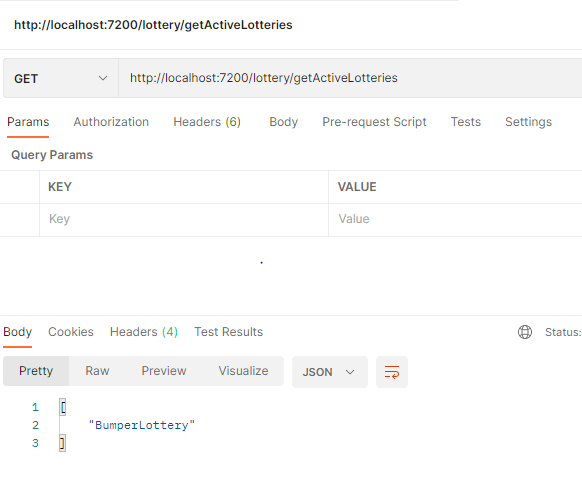 http://localhost:7200/lottery/getActiveLotteries
GET http://localhost:7200/lottery/getActiveLotteries
Params Authorization Headers (6) Body Pre-request Script Tests Settings
Query Params
KEY VALUE
Key Value
Body Cookies Headers (4) Test Results Status:
Pretty Raw Preview Visualize JSON
1 [
2 "BumperLottery"
3 ]